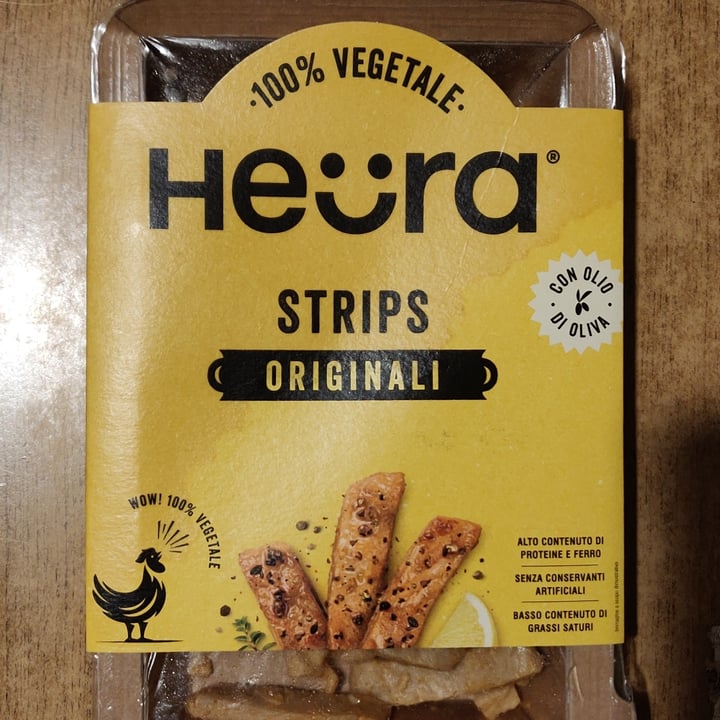 ·100% VEGETALE·
Heüra®
STRIPS
ORIGINALI
CON OLIO
· DI OLIVA ·
WOW! 100% VEGETALE
ALTO CONTENUTO DI
PROTEINE E FERRO
SENZA CONSERVANTI
ARTIFICIALI
BASSO CONTENUTO DI
GRASSI SATURI